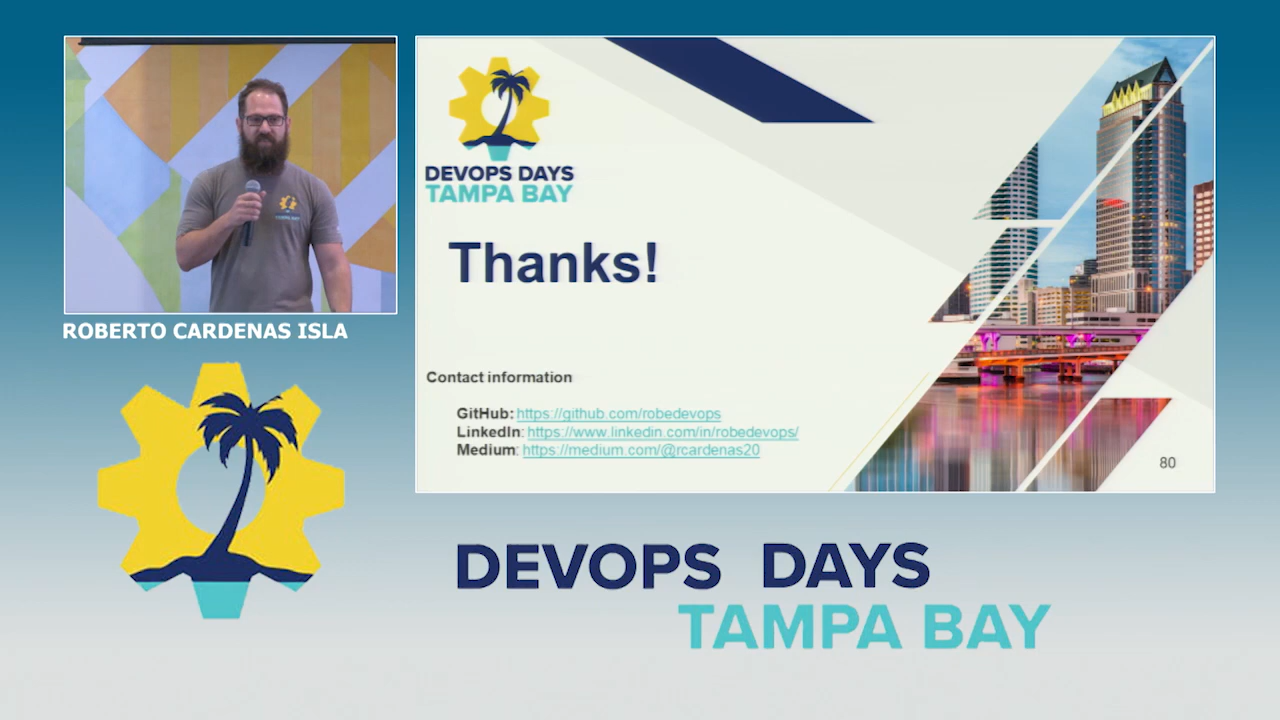 DEVOPS DAYS
TAMPA BAY
Thanks!
Contact information
GitHub: https://github.com/robedevops
LinkedIn: https://www.linkedin.com/in/robedevops/
Medium: https://medium.com/@rcardenas20
80
ROBERTO CARDENAS ISLA
DEVOPS DAYS
TAMPA BAY